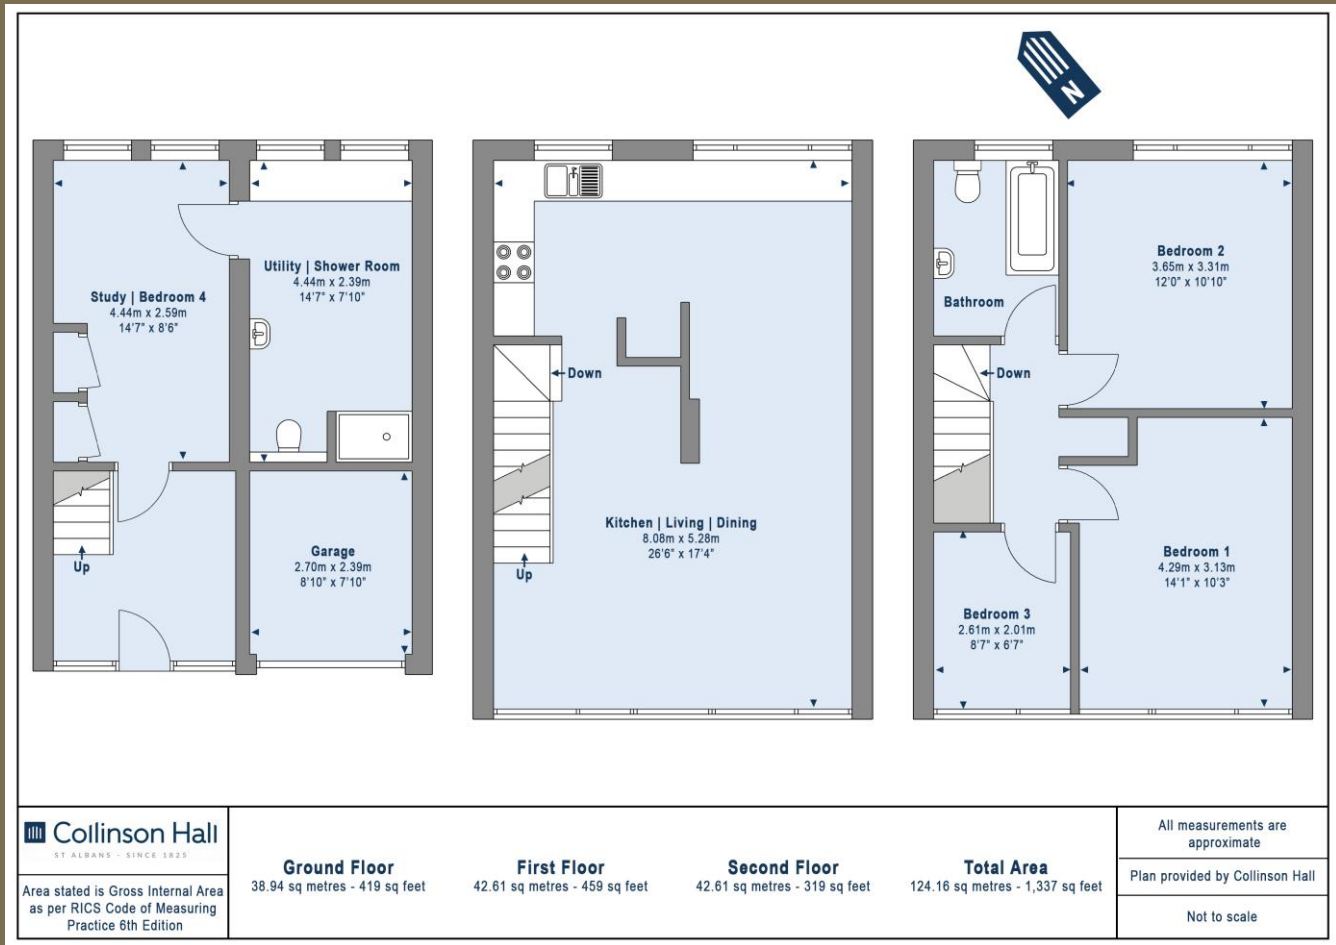 N
Study | Bedroom 4
4.44m x 2.59m
14'7" x 8'6"
Utility | Shower Room
4.44m x 2.39m
14'7" x 7'10"
Up
Garage
2.70m x 2.39m
8'10" x 7'10"
Down
Kitchen | Living | Dining
8.08m x 5.28m
26'6" x 17'4"
Up
Bathroom
Bedroom 2
3.65m x 3.31m
12'0" x 10'10"
Down
Bedroom 1
4.29m x 3.13m
14'1" x 10'3"
Bedroom 3
2.61m x 2.01m
8'7" x 6'7"
Collinson Hall
ST ALBANS - SINCE 1825
Area stated is Gross Internal Area
as per RICS Code of Measuring
Practice 6th Edition
Ground Floor
38.94 sq metres - 419 sq feet
First Floor
42.61 sq metres - 459 sq feet
Second Floor
42.61 sq metres - 319 sq feet
Total Area
124.16 sq metres - 1,337 sq feet
All measurements are
approximate
Plan provided by Collinson Hall
Not to scale